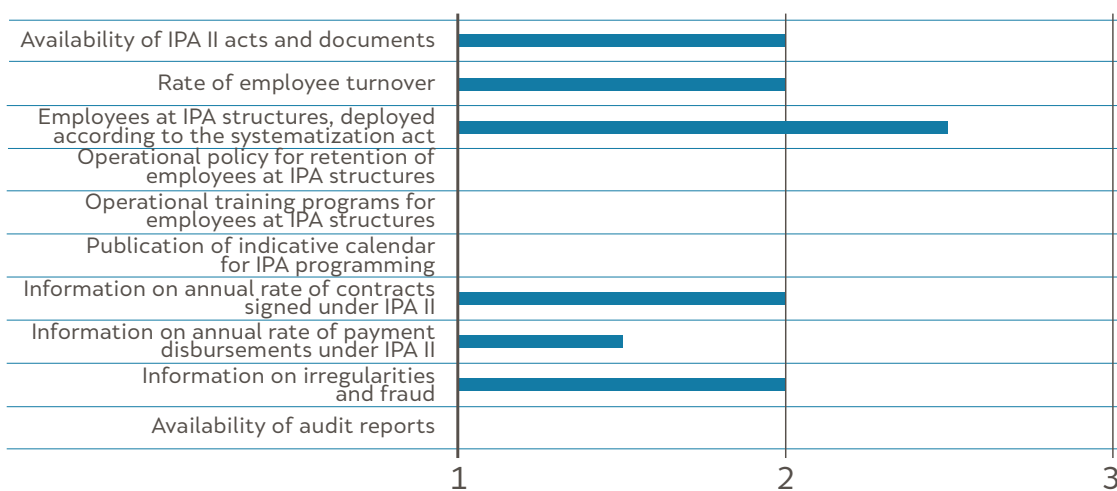 Availability of IPA II acts and documents
Rate of employee turnover
Employees at IPA structures, deployed
according to the systematization act
Operational policy for retention of
employees at IPA structures
Operational training programs for
employees at IPA structures
Publication of indicative calendar
for IPA programming
Information on annual rate of contracts
signed under IPA II
Information on annual rate of payment
disbursements under IPA II
Information on irregularities
and fraud
Availability of audit reports
1 2 3